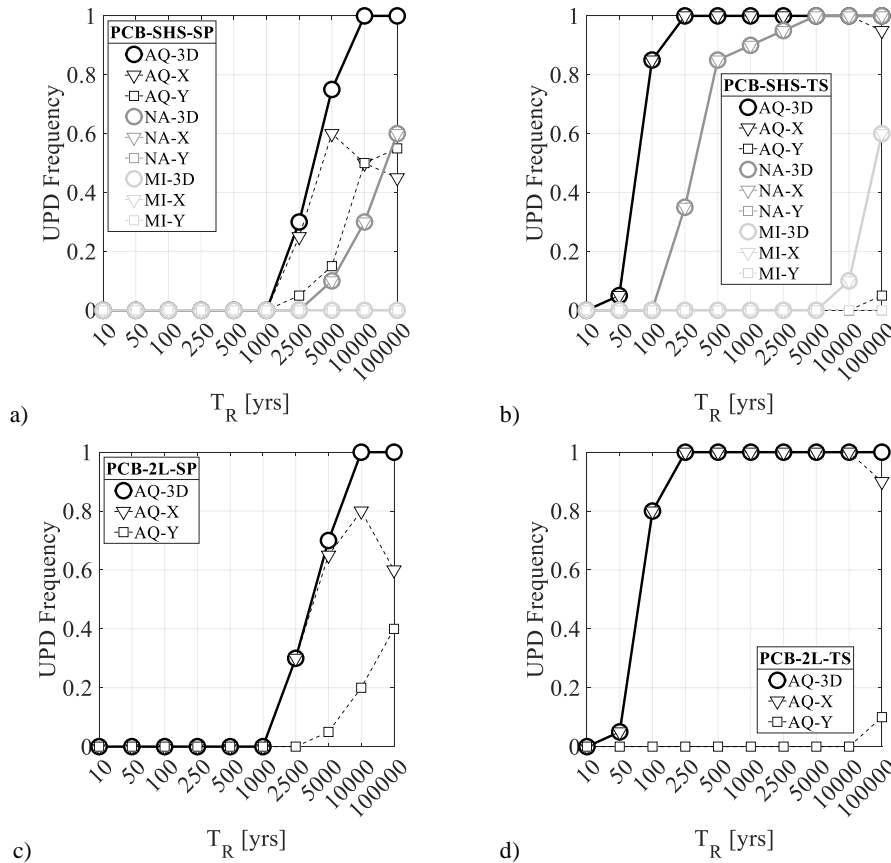 UPD Frequency
1
0.8
0.6
0.4
0.2
0
PCB-SHS-SP
AQ-3D
AQ-X
AQ-Y
NA-3D
NA-X
NA-Y
MI-3D
MI-X
MI-Y
10
50
100
250
500
1000
2500
5000
10000
100000
T_R [yrs]
a)
UPD Frequency
1
0.8
0.6
0.4
0.2
0
PCB-SHS-TS
AQ-3D
AQ-X
AQ-Y
NA-3D
NA-X
NA-Y
MI-3D
MI-X
MI-Y
10
50
100
250
500
1000
2500
5000
10000
100000
T_R [yrs]
b)
UPD Frequency
1
0.8
0.6
0.4
0.2
0
PCB-2L-SP
AQ-3D
AQ-X
AQ-Y
10
50
100
250
500
1000
2500
5000
10000
100000
T_R [yrs]
c)
UPD Frequency
1
0.8
0.6
0.4
0.2
0
PCB-2L-TS
AQ-3D
AQ-X
AQ-Y
10
50
100
250
500
1000
2500
5000
10000
100000
T_R [yrs]
d)